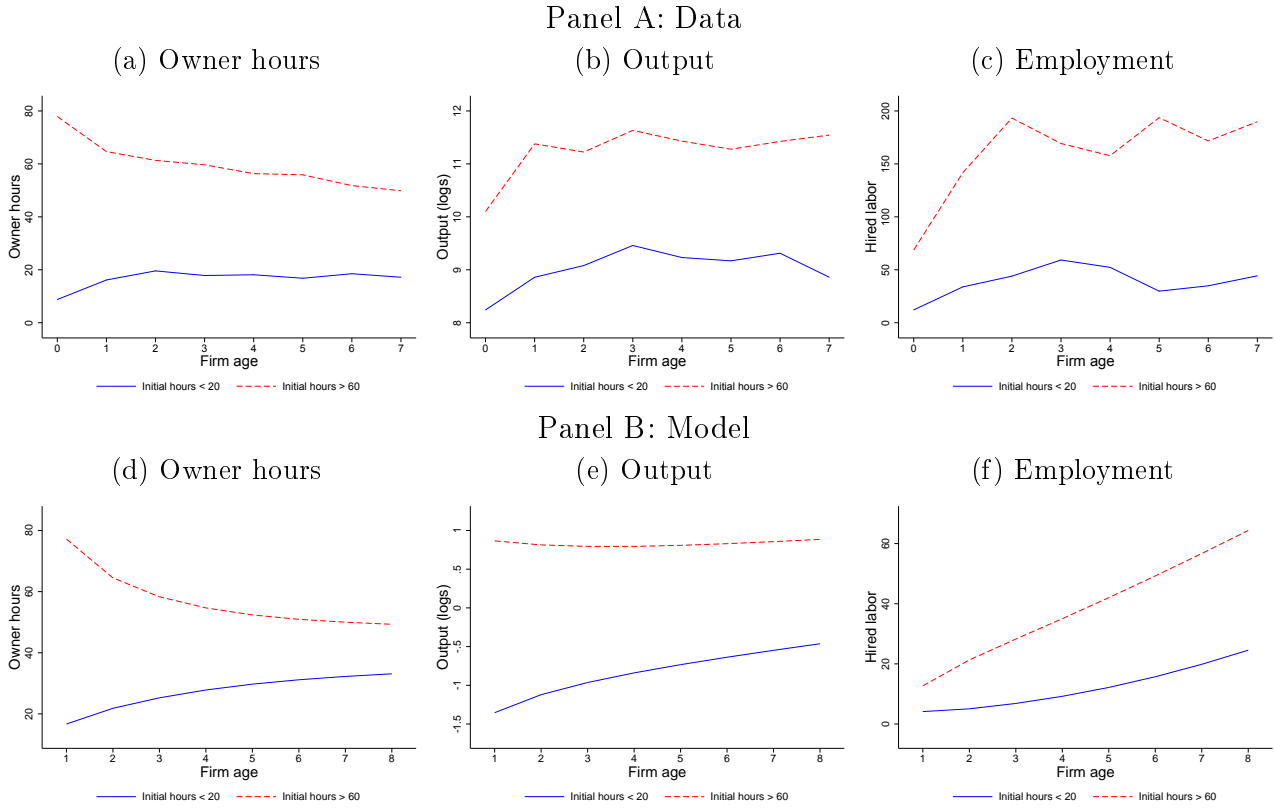 Panel A: Data
(a) Owner hours
(b) Output
(c) Employment
Owner hours
0 20 40 60 80
0 1 2 3 4 5 6 7
Firm age
Initial hours < 20 Initial hours > 60
Output (logs)
8 9 10 11 12
0 1 2 3 4 5 6 7
Firm age
Initial hours < 20 Initial hours > 60
Hired labor
0 50 100 150 200
0 1 2 3 4 5 6 7
Firm age
Initial hours < 20 Initial hours > 60
Panel B: Model
(d) Owner hours
(e) Output
(f) Employment
Owner hours
20 40 60 80
1 2 3 4 5 6 7 8
Firm age
Initial hours < 20 Initial hours > 60
Output (logs)
-1.5 -1 -.5 0 .5 1
1 2 3 4 5 6 7 8
Firm age
Initial hours < 20 Initial hours > 60
Hired labor
0 20 40 60
1 2 3 4 5 6 7 8
Firm age
Initial hours < 20 Initial hours > 60